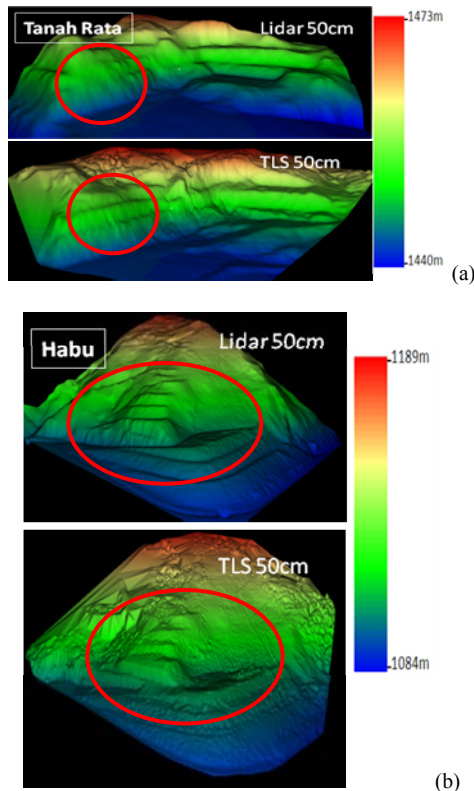 Tanah Rata
Lidar 50cm
1473m
TLS 50cm
1440m
(a)
Habu
Lidar 50cm
1189m
TLS 50cm
1084m
(b)